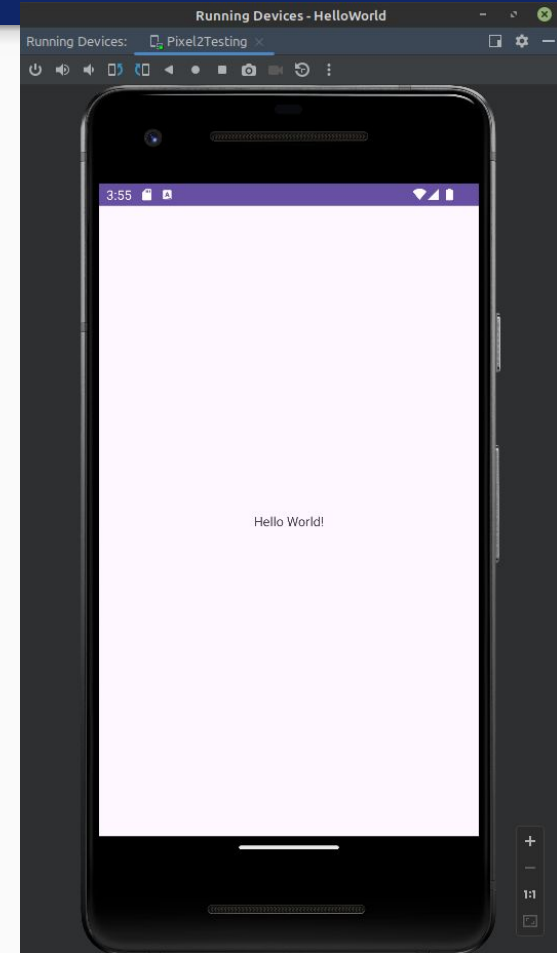 Running Devices - HelloWorld
Running Devices: Pixel2Testing
3:55 A
Hello World!
1:1